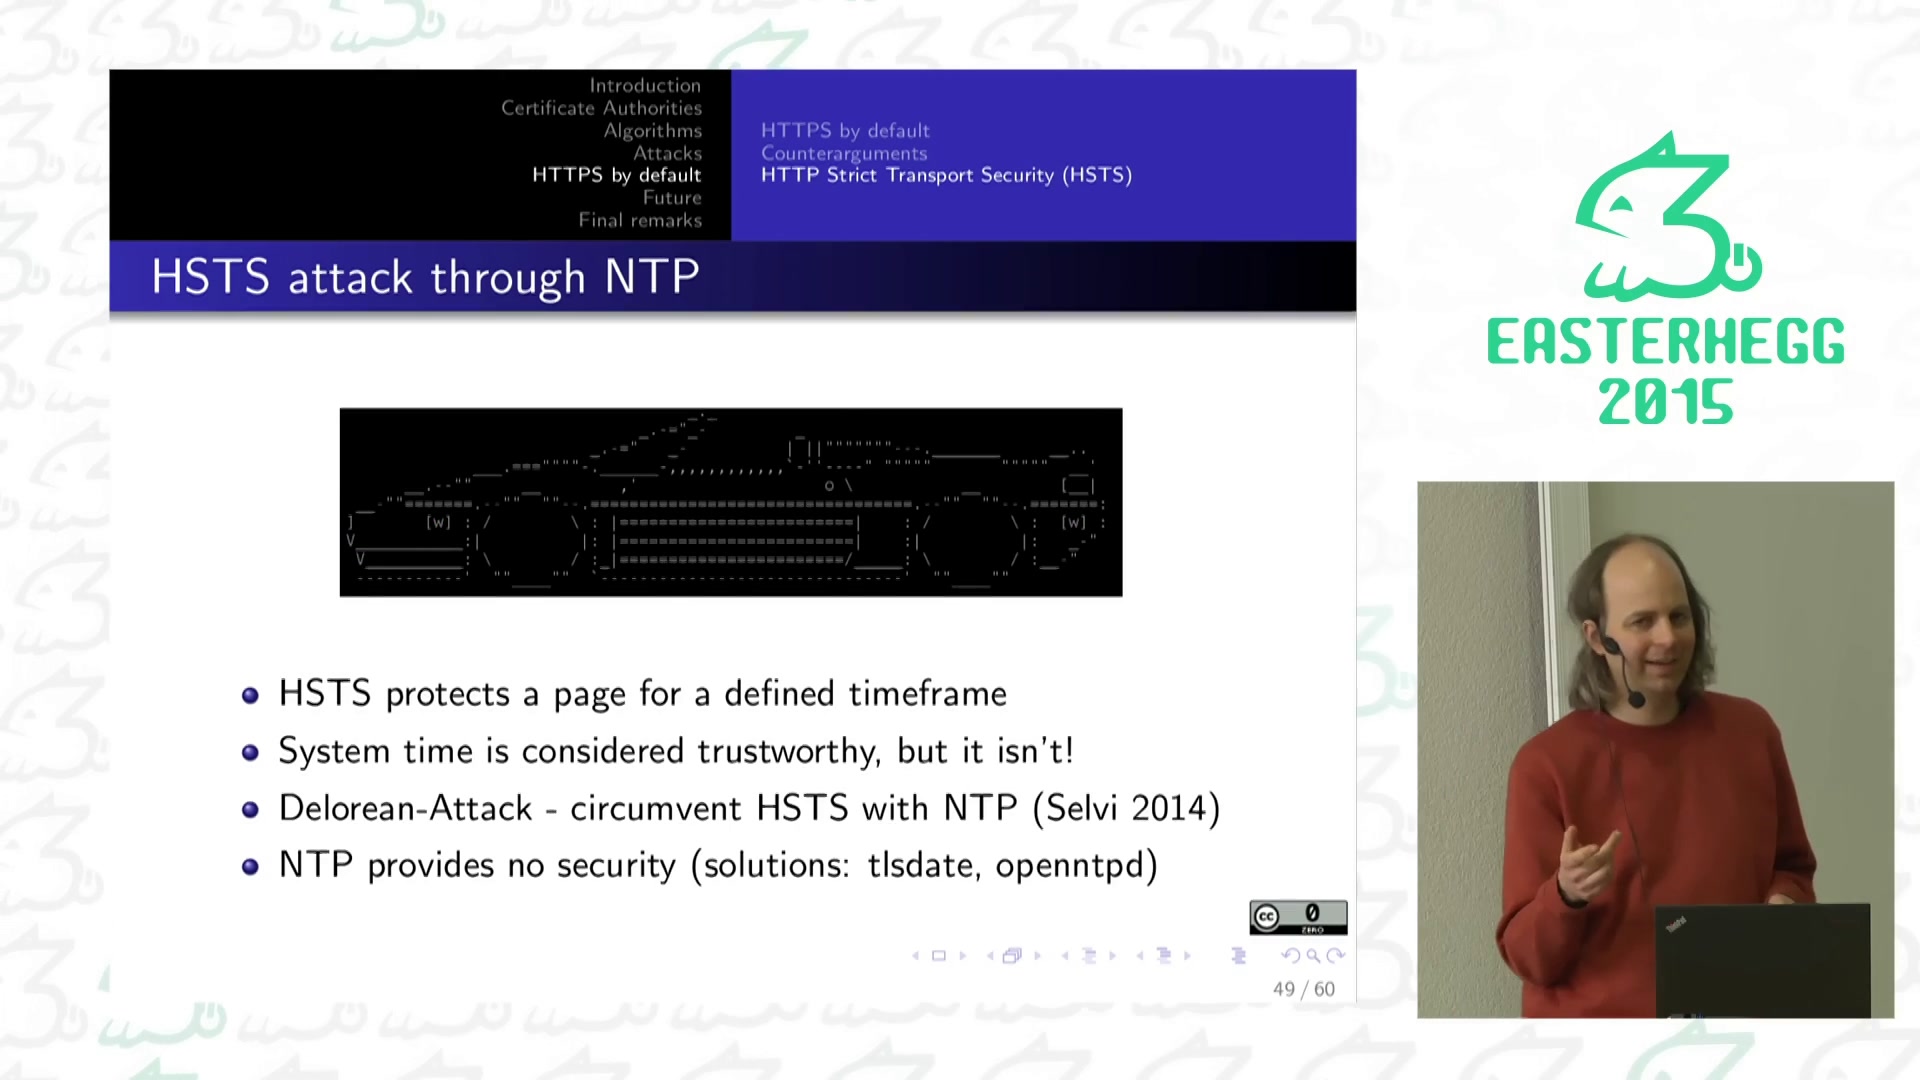 Introduction
Certificate Authorities
Algorithms
Attacks
HTTPS by default
Future
Final remarks
HTTPS by default
Counterarguments
HTTP Strict Transport Security (HSTS)
HSTS attack through NTP
[w]
[w]
HSTS protects a page for a defined timeframe
System time is considered trustworthy, but it isn't!
Delorean-Attack - circumvent HSTS with NTP (Selvi 2014)
NTP provides no security (solutions: tlsdate, openntpd)
cc 0
ZERO
49 / 60
EASTERHEGG
2015
ThinkPad